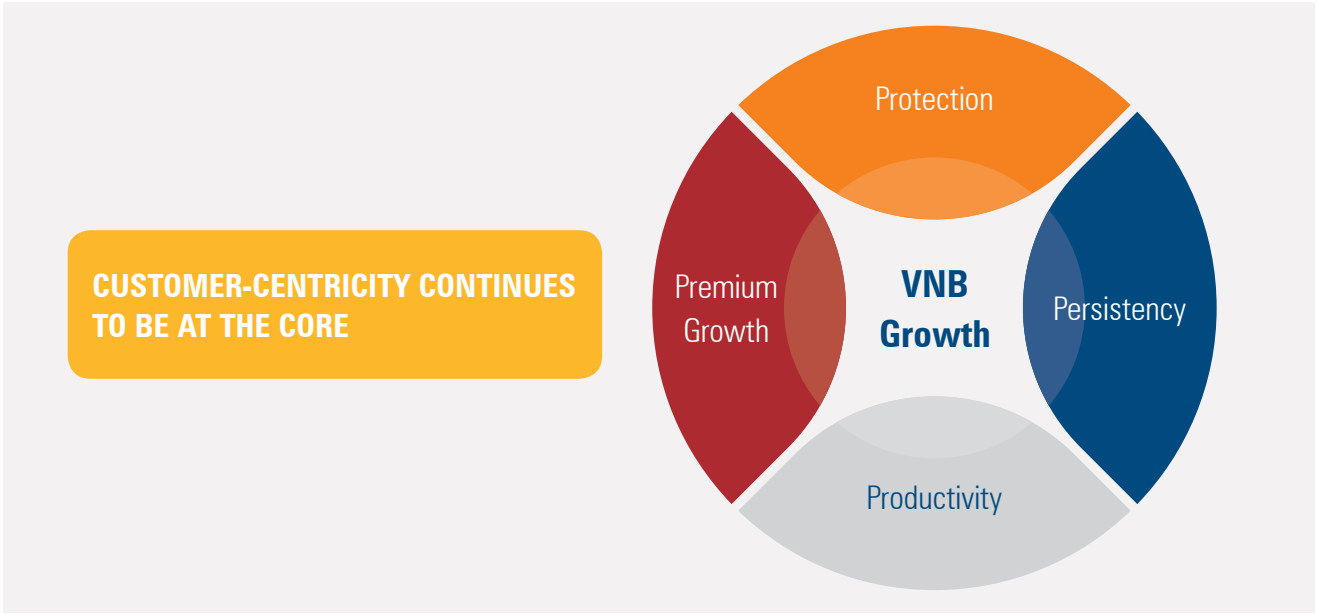 CUSTOMER-CENTRICITY CONTINUES
TO BE AT THE CORE
Protection
Premium
Growth
VNB
Growth
Persistency
Productivity